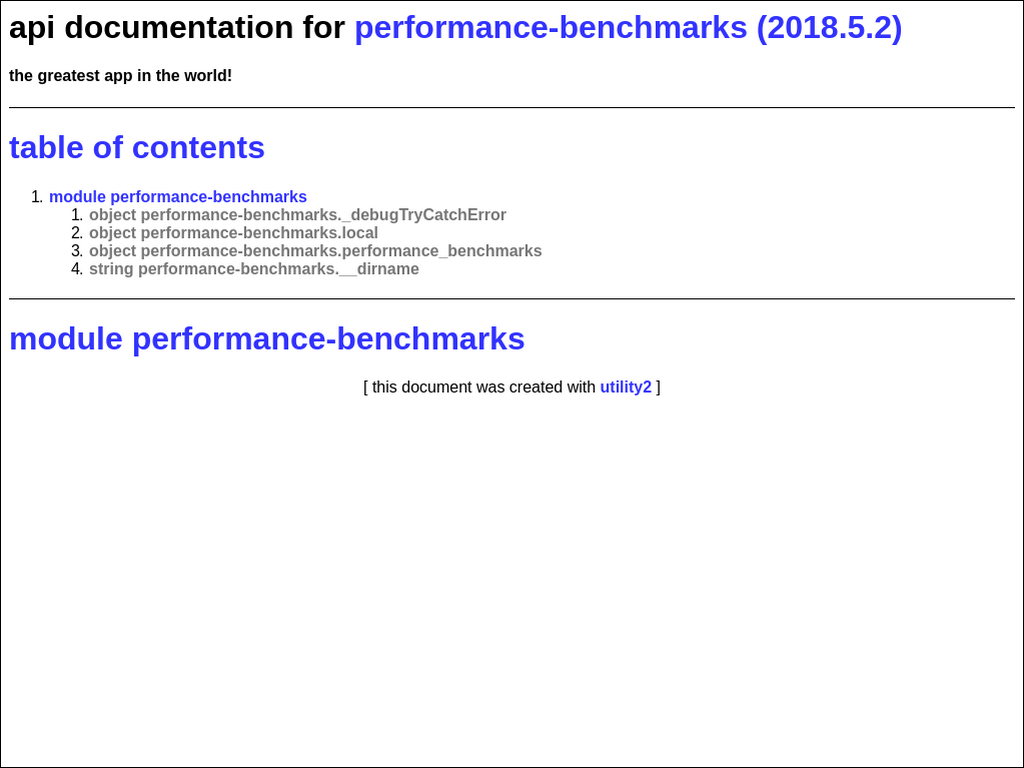 api documentation for performance-benchmarks (2018.5.2)
the greatest app in the world!
table of contents
1. module performance-benchmarks
1. object performance-benchmarks._debugTryCatchError
2. object performance-benchmarks.local
3. object performance-benchmarks.performance_benchmarks
4. string performance-benchmarks.__dirname
module performance-benchmarks
[ this document was created with utility2 ]